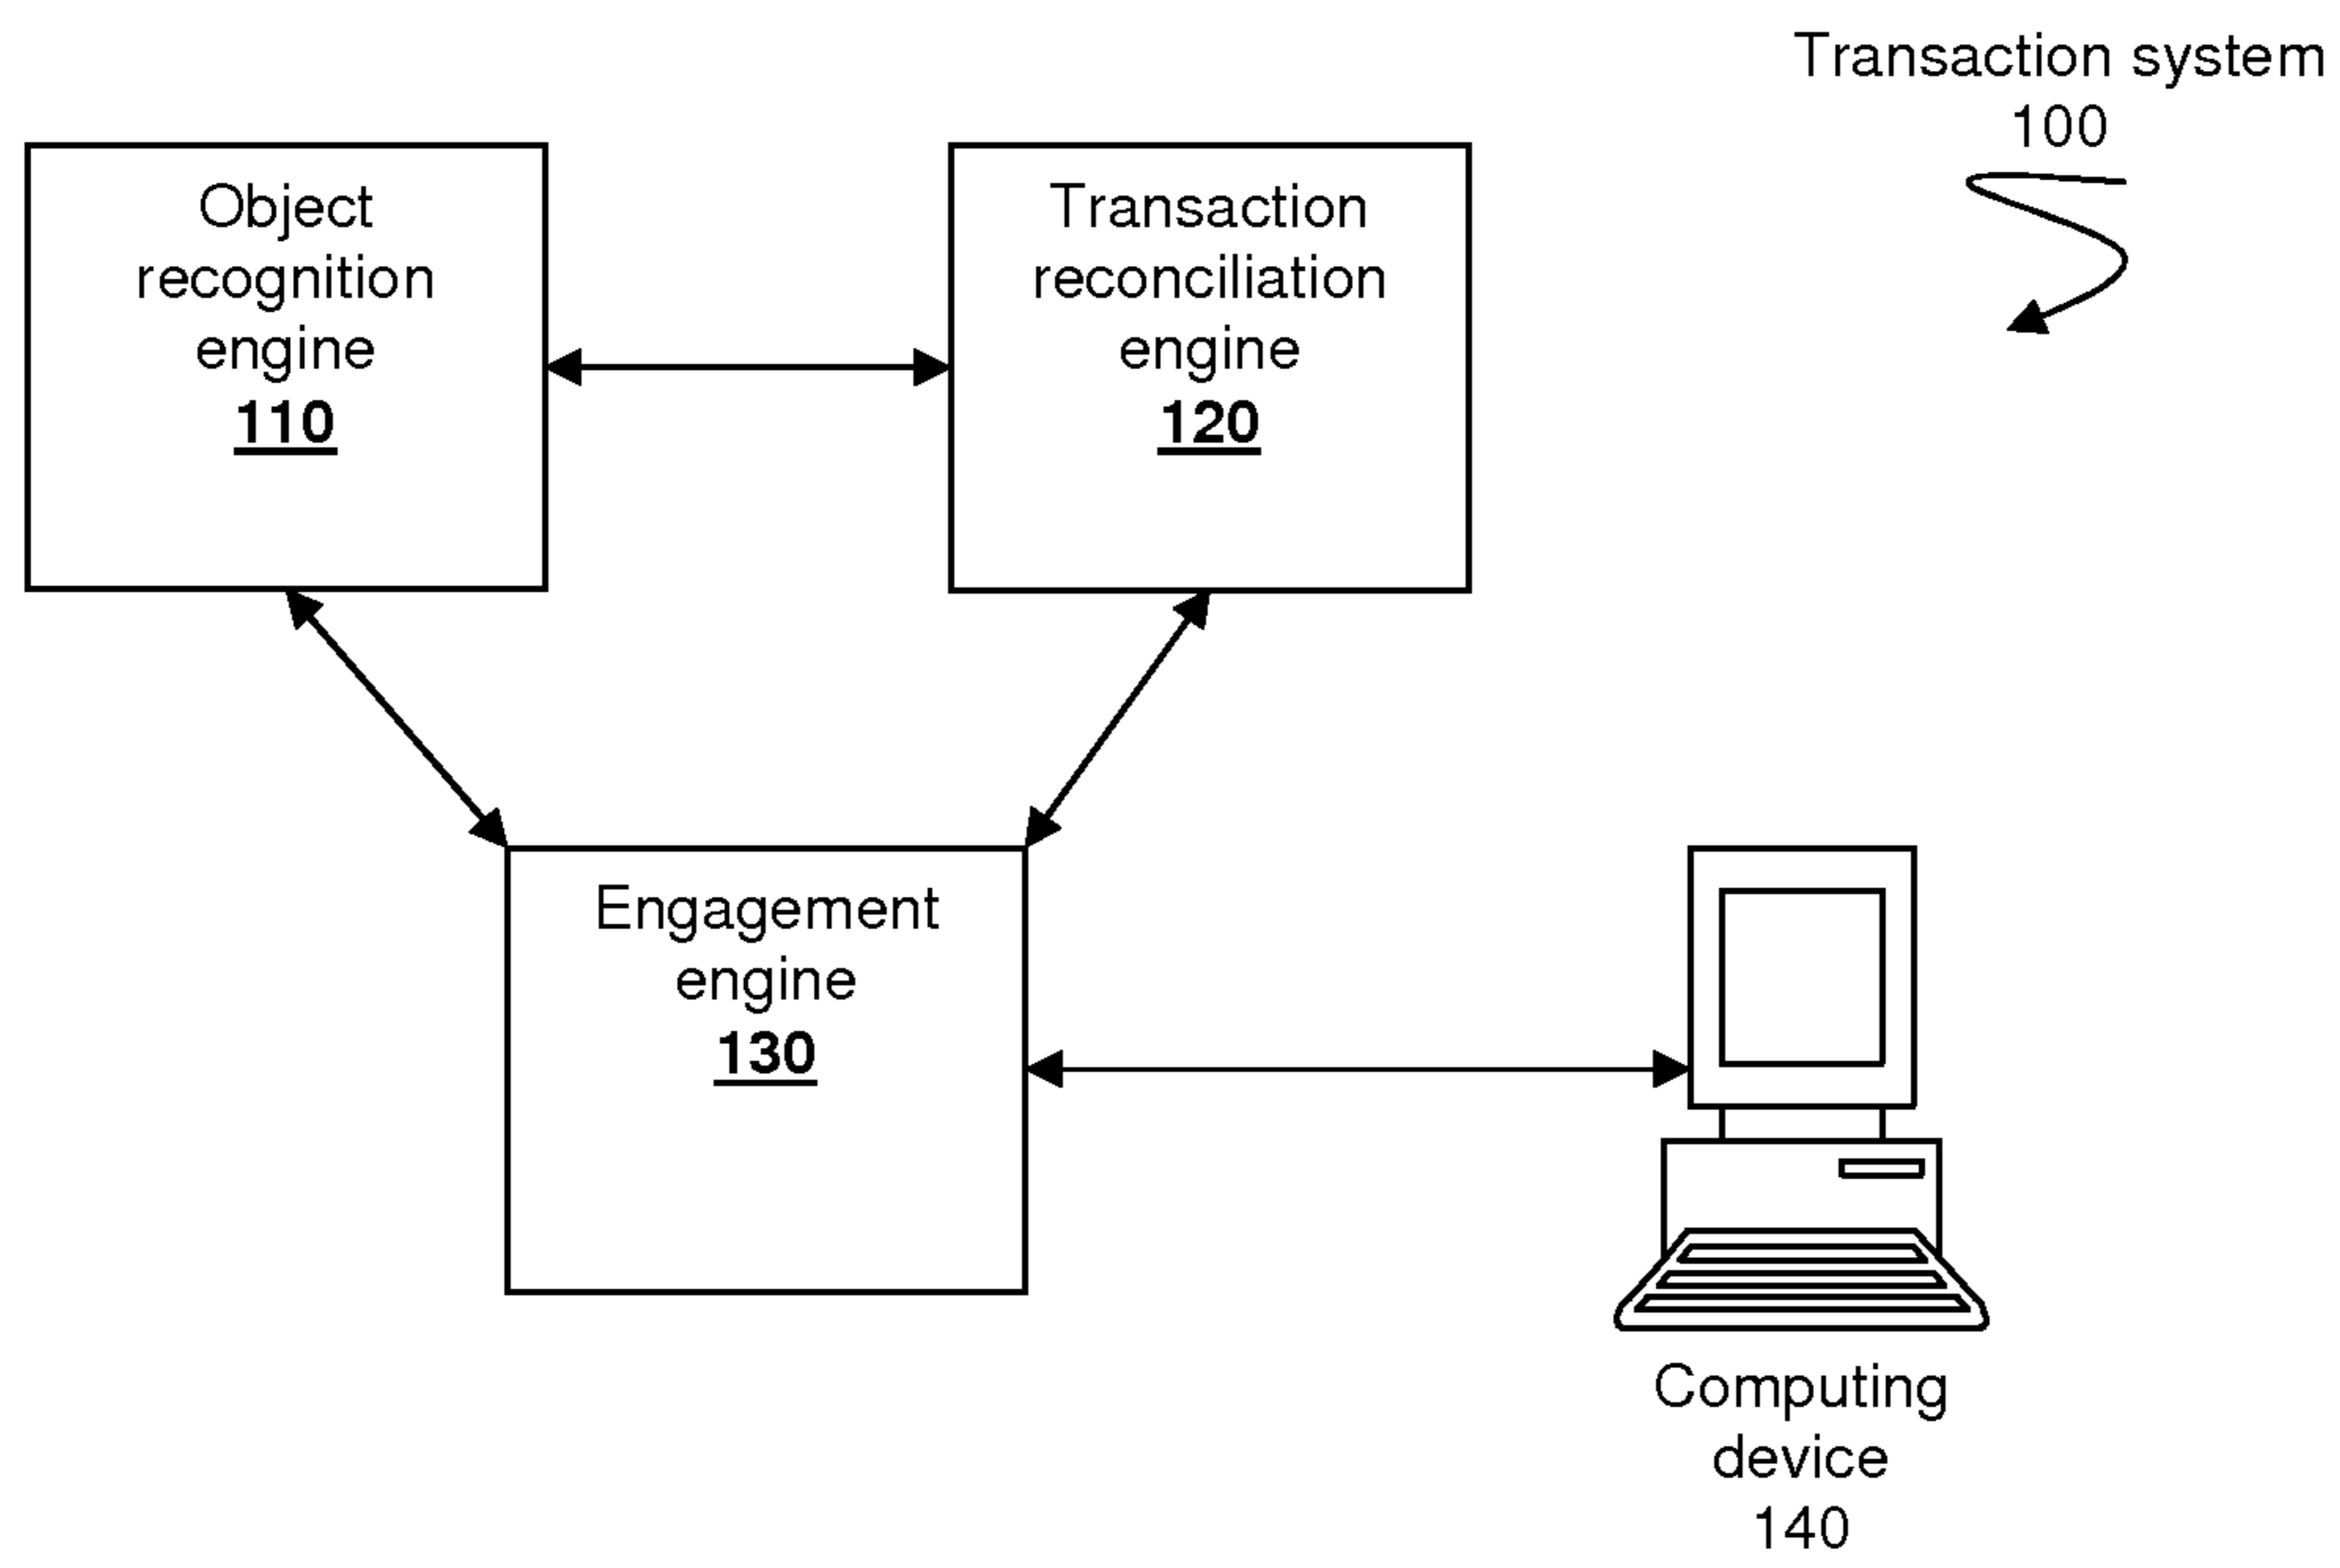 Transaction system
100
Object
recognition
engine
110
Transaction
reconciliation
engine
120
Engagement
engine
130
Computing
device
140